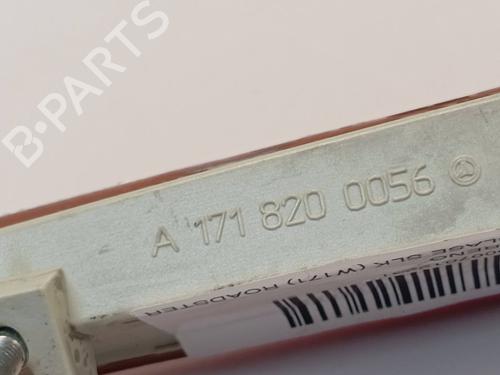 B-PARTS
A 171 820 0056
SLK (W171) ROADSTER